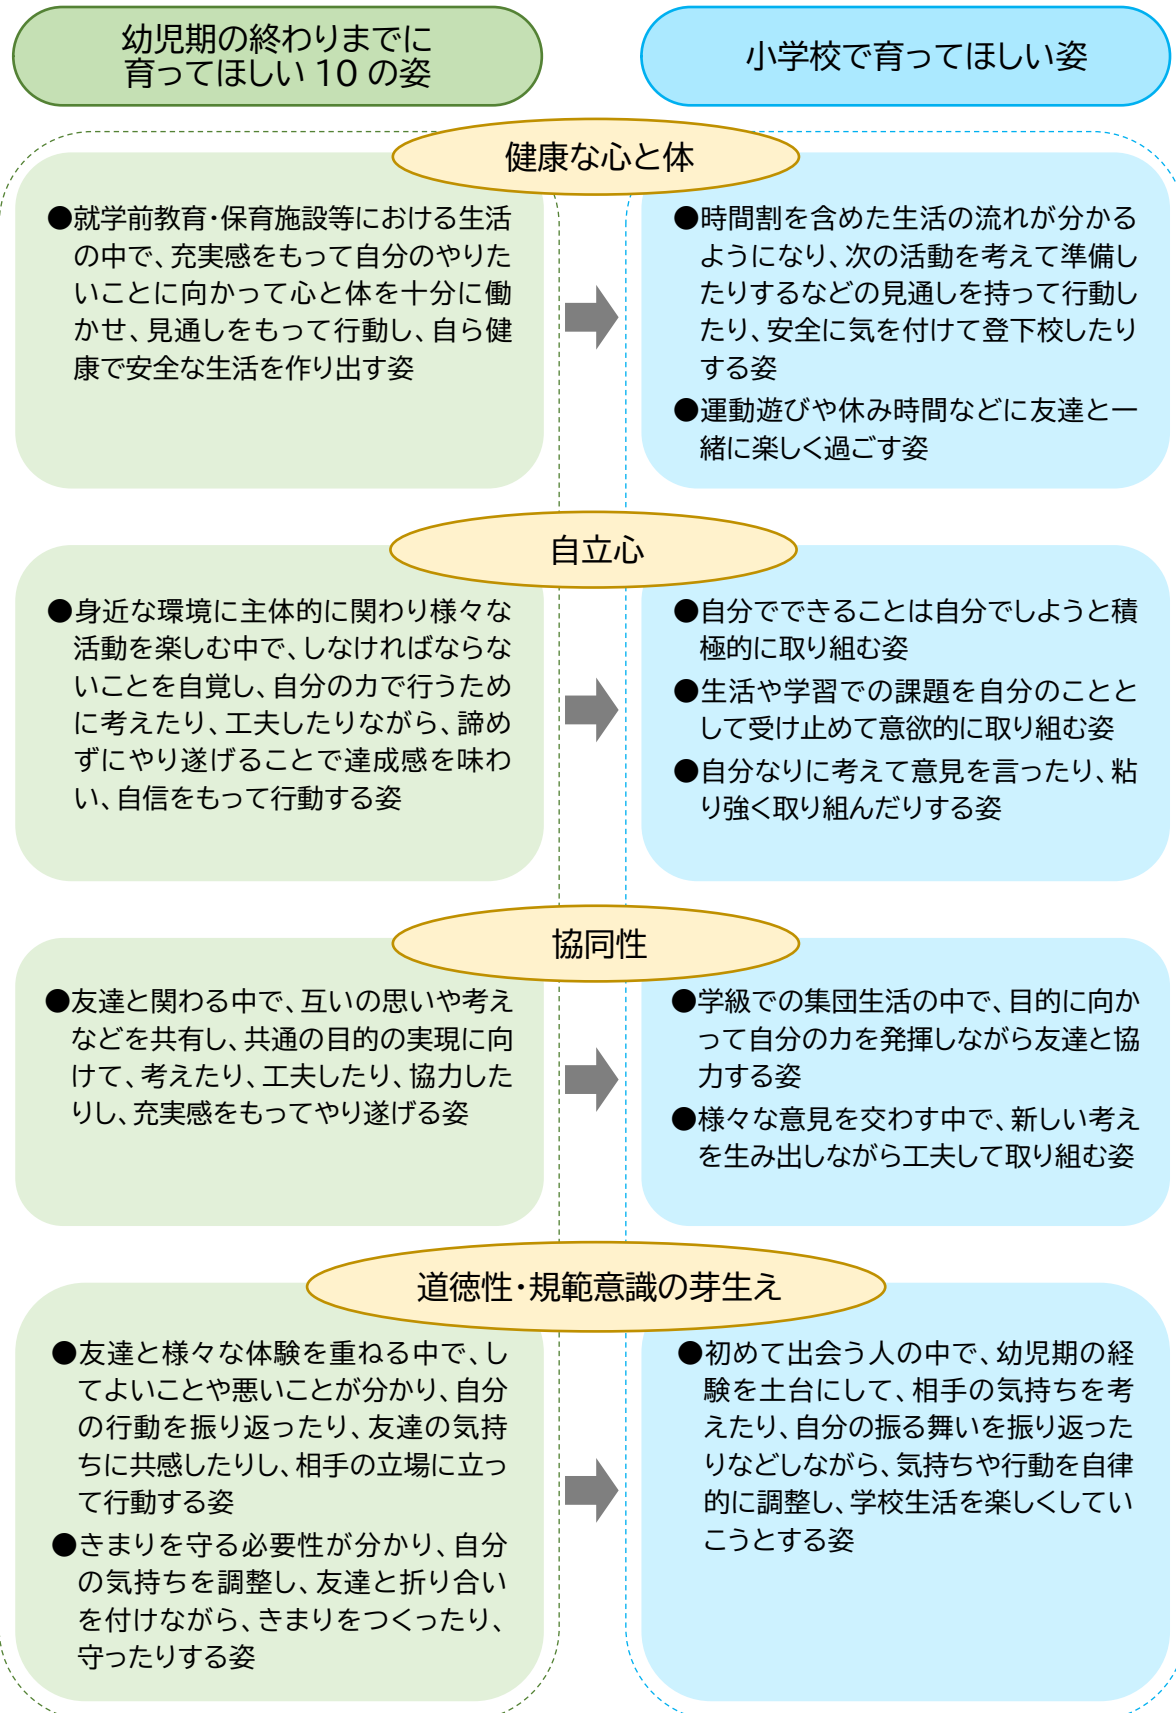 幼児期の終わりまでに
育ってほしい 10 の姿
小学校で育ってほしい姿
健康な心と体
●就学前教育・保育施設等における生活
の中で、充実感をもって自分のやりた
いことに向かって心と体を十分に働
かせ、見通しをもって行動し、自ら健
康で安全な生活を作り出す姿
●時間割を含めた生活の流れが分かる
ようになり、次の活動を考えて準備し
たりするなどの見通しを持って行動し
たり、安全に気を付けて登下校したり
する姿
●運動遊びや休み時間などに友達と一
緒に楽しく過ごす姿
自立心
●身近な環境に主体的に関わり様々な
活動を楽しむ中で、しなければならな
いことを自覚し、自分の力で行うため
に考えたり、工夫したりながら、諦め
ずにやり遂げることで達成感を味わ
い、自信をもって行動する姿
●自分でできることは自分でしようと積
極的に取り組む姿
●生活や学習での課題を自分のことと
して受け止めて意欲的に取り組む姿
●自分なりに考えて意見を言ったり、粘
り強く取り組んだりする姿
協同性
●友達と関わる中で、互いの思いや考え
などを共有し、共通の目的の実現に向
けて、考えたり、工夫したり、協力した
りし、充実感をもってやり遂げる姿
●学級での集団生活の中で、目的に向か
って自分の力を発揮しながら友達と協
力する姿
●様々な意見を交わす中で、新しい考え
を生み出しながら工夫して取り組む姿
道徳性・規範意識の芽生え
●友達と様々な体験を重ねる中で、し
てよいことや悪いことが分かり、自分
の行動を振り返ったり、友達の気持
ちに共感したりし、相手の立場に立っ
て行動する姿
●きまりを守る必要性が分かり、自分
の気持ちを調整し、友達と折り合い
を付けながら、きまりをつくったり、
守ったりする姿
●初めて出会う人の中で、幼児期の経
験を土台にして、相手の気持ちを考
えたり、自分の振る舞いを振り返った
りなどしながら、気持ちや行動を自律
的に調整し、学校生活を楽しくしてい
こうとする姿